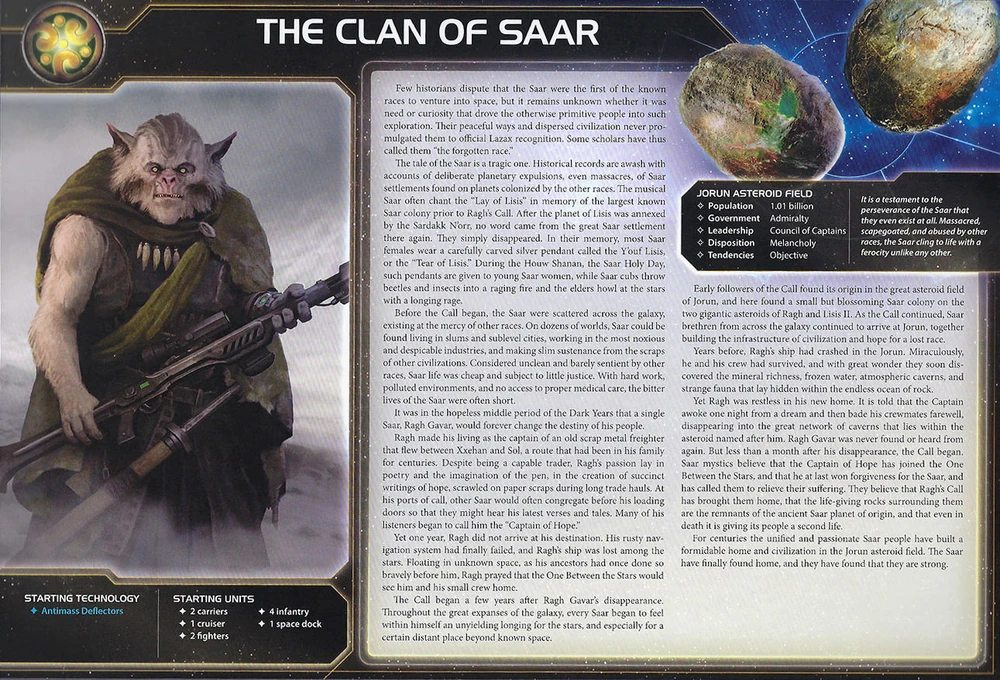 THE CLAN OF SAAR
Few historians dispute that the Saar were the first of the known
races to venture into space, but it remains unknown whether it was
need or curiosity that drove the otherwise primitive people into such
exploration. Their peaceful ways and dispersed civilization never pro-
mulgated them to official Lazax recognition. Some scholars have thus
called them "the forgotten race."
The tale of the Saar is a tragic one. Historical records are awash with
accounts of deliberate planetary expulsions, even massacres, of Saar
settlements found on planets colonized by the other races. The musical
Saar often chant the "Lay of Lisis" in memory of the largest known
Saar colony prior to Ragh's Call. After the planet of Lisis was annexed
by the Sardakk N'orr, no word came from the great Saar settlement
there again. They simply disappeared. In their memory, most Saar
females wear a carefully carved silver pendant called the Y'ouf Lisis,
or the "Tear of Lisis." During the Houw Shanan, the Saar Holy Day,
such pendants are given to young Saar women, while Saar cubs throw
beetles and insects into a raging fire and the elders howl at the stars
with a longing rage.
Before the Call began, the Saar were scattered across the galaxy,
existing at the mercy of other races. On dozens of worlds, Saar could be
found living in slums and sublevel cities, working in the most noxious
and despicable industries, and making slim sustenance from the scraps
of other civilizations. Considered unclean and barely sentient by other
races, Saar life was cheap and subject to little justice. With hard work,
polluted environments, and no access to proper medical care, the bitter
lives of the Saar were often short.
It was in the hopeless middle period of the Dark Years that a single
Saar, Ragh Gavar, would forever change the destiny of his people.
Ragh made his living as the captain of an old scrap metal freighter
that flew between Xxehan and Sol, a route that had been in his family
for centuries. Despite being a capable trader, Ragh's passion lay in
poetry and the imagination of the pen, in the creation of succinct
writings of hope, scrawled on paper scraps during long trade hauls. At
his ports of call, other Saar would often congregate before his loading
doors so that they might hear his latest verses and tales. Many of his
listeners began to call him the "Captain of Hope."
Yet one year, Ragh did not arrive at his destination. His rusty nav-
igation system had finally failed, and Ragh's ship was lost among the
stars. Floating in unknown space, as his ancestors had once done so
bravely before him, Ragh prayed that the One Between the Stars would
see him and his small crew home.
The Call began a few years after Ragh Gavar's disappearance.
Throughout the great expanses of the galaxy, every Saar began to feel
within himself an unyielding longing for the stars, and especially for a
certain distant place beyond known space.
JORUN ASTEROID FIELD
Population 1.01 billion
Government Admiralty
Leadership Council of Captains
Disposition Melancholy
Tendencies Objective
It is a testament to the
perseverance of the Saar that
they even exist at all. Massacred,
scapegoated, and abused by other
races, the Saar cling to life with a
ferocity unlike any other.
Early followers of the Call found its origin in the great asteroid field
of Jorun, and here found a small but blossoming Saar colony on the
two gigantic asteroids of Ragh and Lisis II. As the Call continued, Saar
brethren from across the galaxy continued to arrive at Jorun, together
building the infrastructure of civilization and hope for a lost race.
Years before, Ragh's ship had crashed in the Jorun. Miraculously,
he and his crew had survived, and with great wonder they soon dis-
covered the mineral richness, frozen water, atmospheric caverns, and
strange fauna that lay hidden within the endless ocean of rock.
Yet Ragh was restless in his new home. It is told that the Captain
awoke one night from a dream and then bade his crewmates farewell,
disappearing into the great network of caverns that lies within the
asteroid named after him. Ragh Gavar was never found or heard from
again. But less than a month after his disappearance, the Call began.
Saar mystics believe that the Captain of Hope has joined the One
Between the Stars, and that he at last won forgiveness for the Saar, and
has called them to relieve their suffering. They believe that Ragh's Call
has brought them home, that the life-giving rocks surrounding them
are the remnants of the ancient Saar planet of origin, and that even in
death it is giving its people a second life.
For centuries the unified and passionate Saar people have built a
formidable home and civilization in the Jorun asteroid field. The Saar
have finally found home, and they have found that they are strong.
STARTING TECHNOLOGY
Antimass Deflectors
STARTING UNITS
2 carriers
1 cruiser
2 fighters
4 infantry
1 space dock